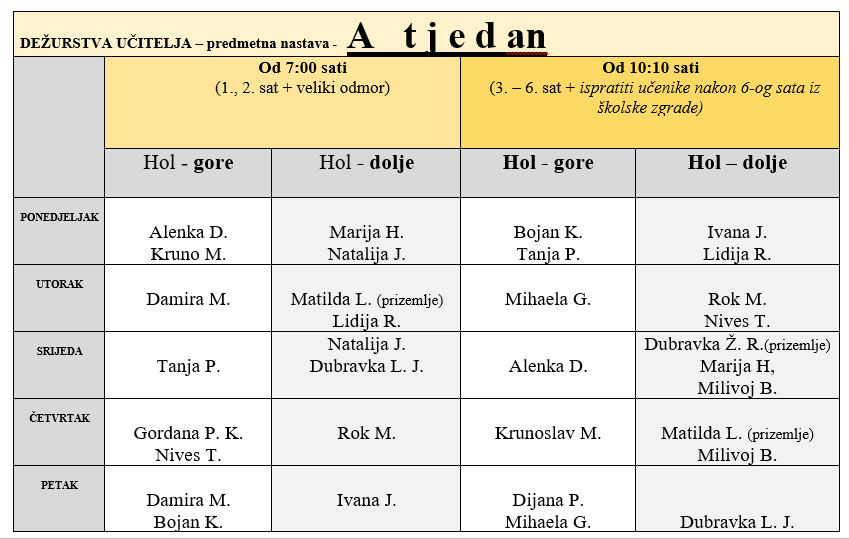 DEŽURSTVA UČITELJA – predmetna nastava - A tjedan
Od 7:00 sati
(1., 2. sat + veliki odmor)
Od 10:10 sati
(3. – 6. sat + ispratiti učenike nakon 6-og sata iz
školske zgrade)
Hol - gore
Hol - dolje
Hol - gore
Hol – dolje
PONEDJELJAK
Alenka D.
Kruno M.
Marija H.
Natalija J.
Bojan K.
Tanja P.
Ivana J.
Lidija R.
UTORAK
Damira M.
Matilda L. (prizemlje)
Lidija R.
Mihaela G.
Rok M.
Nives T.
SRIJEDA
Tanja P.
Natalija J.
Dubravka L. J.
Alenka D.
Dubravka Ž. R.(prizemlje)
Marija H,
Milivoj B.
ČETVRTAK
Gordana P. K.
Nives T.
Rok M.
Krunoslav M.
Matilda L. (prizemlje)
Milivoj B.
PETAK
Damira M.
Bojan K.
Ivana J.
Dijana P.
Mihaela G.
Dubravka L. J.